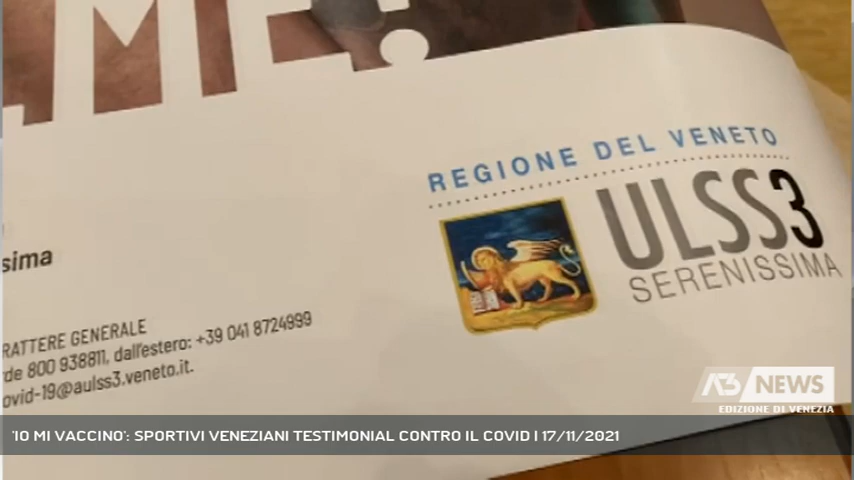 ME!
REGIONE DEL VENETO
ULSS3
SERENISSIMA
sima
RATTERE GENERALE
rde 800 938811, dall'estero: +39 041 8724999
ovid-19@aulss3.veneto.it.
A3 NEWS
EDIZIONE DI VENEZIA
'IO MI VACCINO': SPORTIVI VENEZIANI TESTIMONIAL CONTRO IL COVID | 17/11/2021